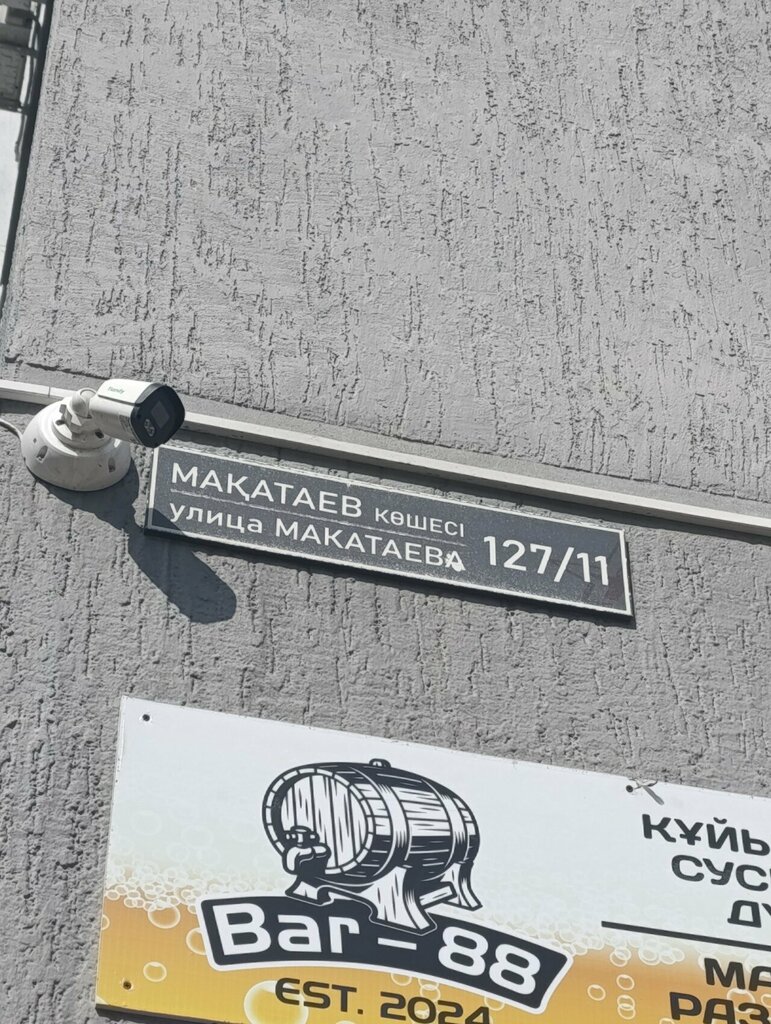 МАҚАТАЕВ КӨШЕСІ
улица МАКАТАЕВА
127/11
Bar - 88
EST. 2024